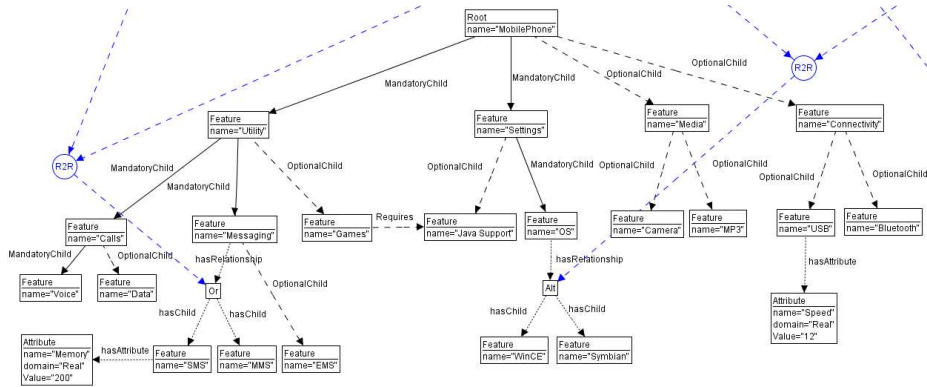 Root
name="MobilePhone"
MandatoryChild
MandatoryChild
OptionalChild
OptionalChild
R2R
Feature
name="Utility"
Feature
name="Settings"
Feature
name="Media"
Feature
name="Connectivity"
R2R
MandatoryChild
MandatoryChild
OptionalChild
OptionalChild
MandatoryChild
OptionalChild
OptionalChild
OptionalChild
OptionalChild
Feature
name="Calls"
Feature
name="Messaging"
Feature
name="Games"
Requires
Feature
name="Java Support"
Feature
name="OS"
Feature
name="Camera"
Feature
name="MP3"
Feature
name="USB"
Feature
name="Bluetooth"
MandatoryChild
OptionalChild
hasRelationship
OptionalChild
hasRelationship
hasAttribute
Feature
name="Voice"
Feature
name="Data"
Or
Alt
hasChild
hasChild
hasChild
hasChild
Attribute
name="Speed"
domain="Real"
Value="12"
Attribute
name="Memory"
domain="Real"
Value="200"
hasAttribute
Feature
name="SMS"
Feature
name="MMS"
Feature
name="EMS"
Feature
name="WinCE"
Feature
name="Symbian"